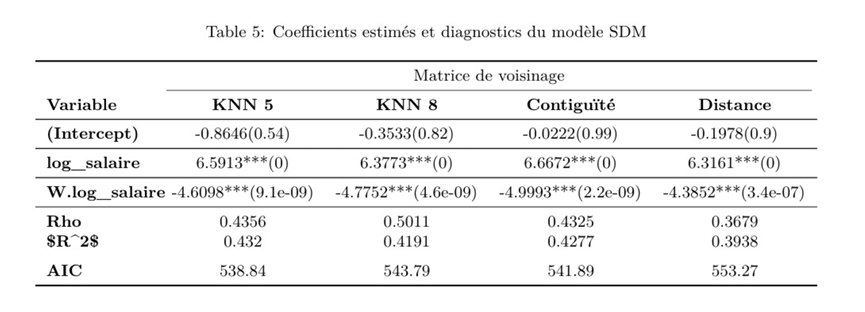 Table 5: Coefficients estimés et diagnostics du modèle SDM
Matrice de voisinage
Variable KNN 5 KNN 8 Contiguïté Distance
(Intercept) -0.8646(0.54) -0.3533(0.82) -0.0222(0.99) -0.1978(0.9)
log_salaire 6.5913***(0) 6.3773***(0) 6.6672***(0) 6.3161***(0)
W.log_salaire -4.6098***(9.1e-09) -4.7752***(4.6e-09) -4.9993***(2.2e-09) -4.3852***(3.4e-07)
Rho 0.4356 0.5011 0.4325 0.3679
$R^2$ 0.432 0.4191 0.4277 0.3938
AIC 538.84 543.79 541.89 553.27